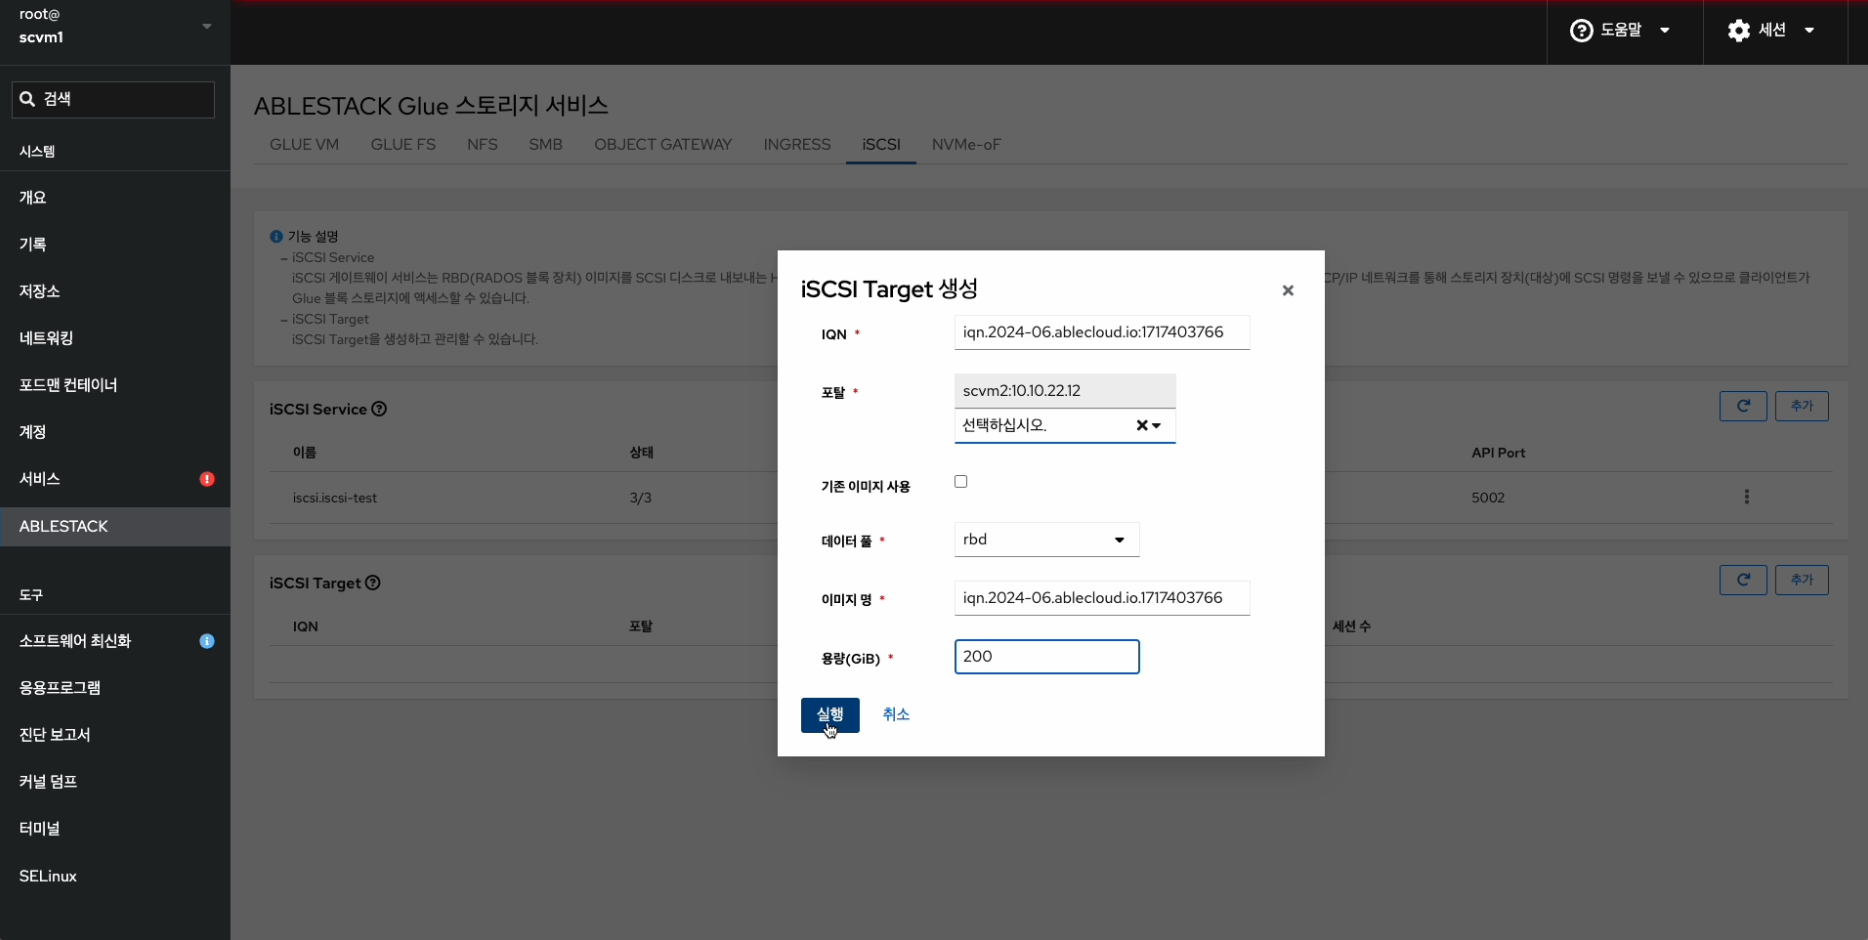 root@
scvm1
도움말
세션
검색
시스템
개요
기록
저장소
네트워킹
포드맨 컨테이너
계정
서비스
ABLESTACK
도구
소프트웨어 최신화
응용프로그램
진단 보고서
커널 덤프
터미널
SELinux
ABLESTACK Glue 스토리지 서비스
GLUE VM GLUE FS NFS SMB OBJECT GATEWAY INGRESS iSCSI NVMe-oF
기능 설명
– iSCSI Service
iSCSI 게이트웨이 서비스는 RBD(RADOS 블록 장치) 이미지를 SCSI 디스크로 내보내는 CP/IP 네트워크를 통해 스토리지 장치(대상)에 SCSI 명령을 보낼 수 있으므로 클라이언트가
Glue 블록 스토리지에 액세스할 수 있습니다.
– iSCSI Target
iSCSI Target을 생성하고 관리할 수 있습니다.
iSCSI Service
추가
이름 상태 API Port
iscsi.iscsi-test 3/3 5002
iSCSI Target
추가
IQN 포탈 세션 수
iSCSI Target 생성
IQN * iqn.2024-06.ablecloud.io:1717403766
포탈 * scvm2:10.10.22.12
선택하십시오.
기존 이미지 사용
데이터 풀 * rbd
이미지 명 * iqn.2024-06.ablecloud.io.1717403766
용량(GiB) * 200
실행 취소